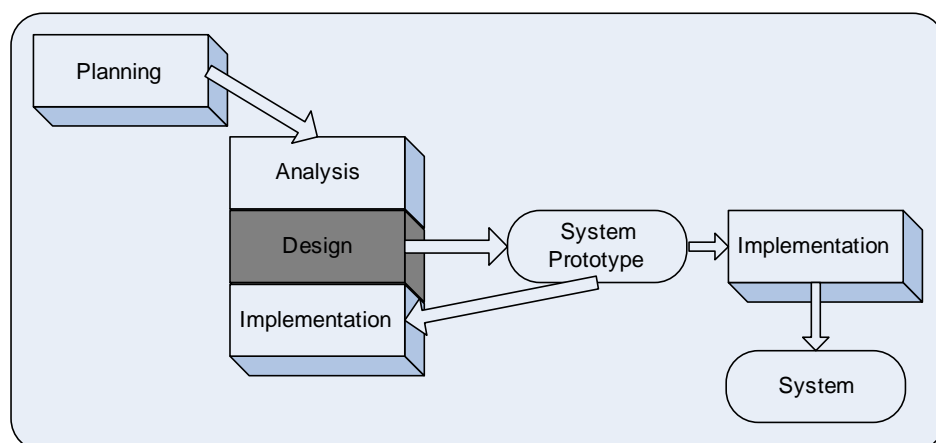 Planning
Analysis
Design
Implementation
System
Prototype
Implementation
System